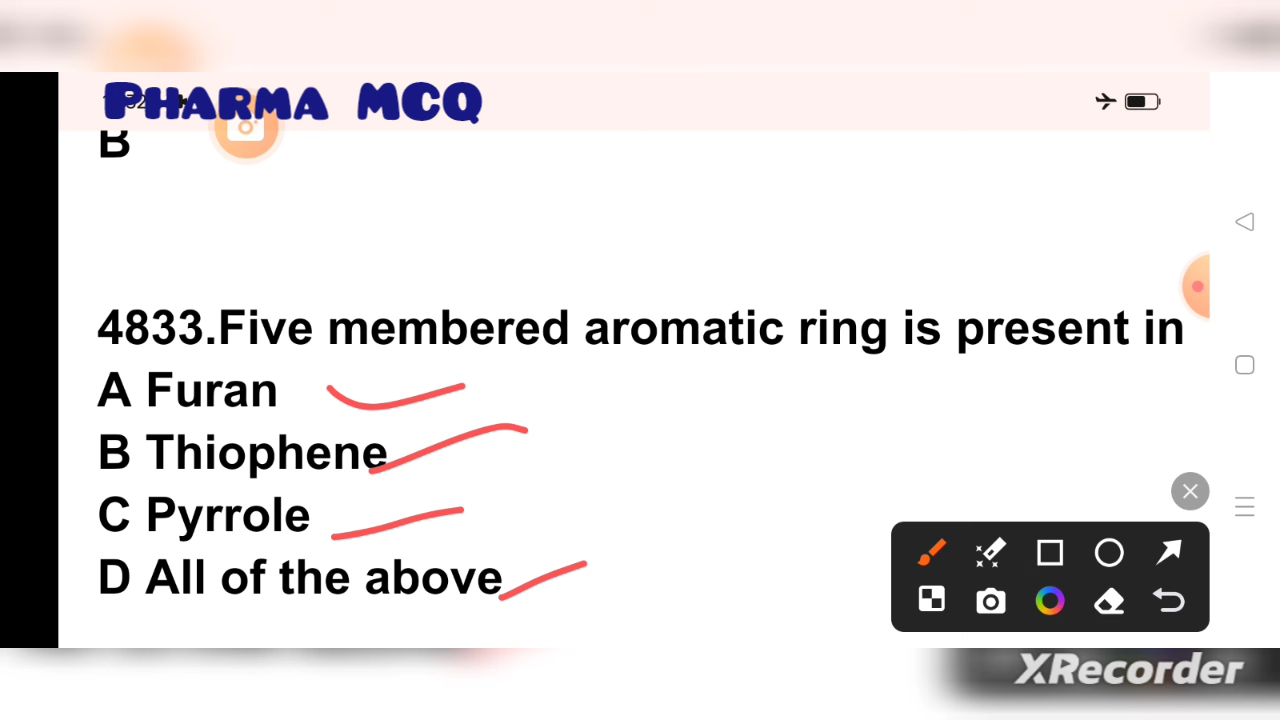 PHARMA MCQ
B
4833.Five membered aromatic ring is present in
A Furan
B Thiophene
C Pyrrole
D All of the above
XRecorder